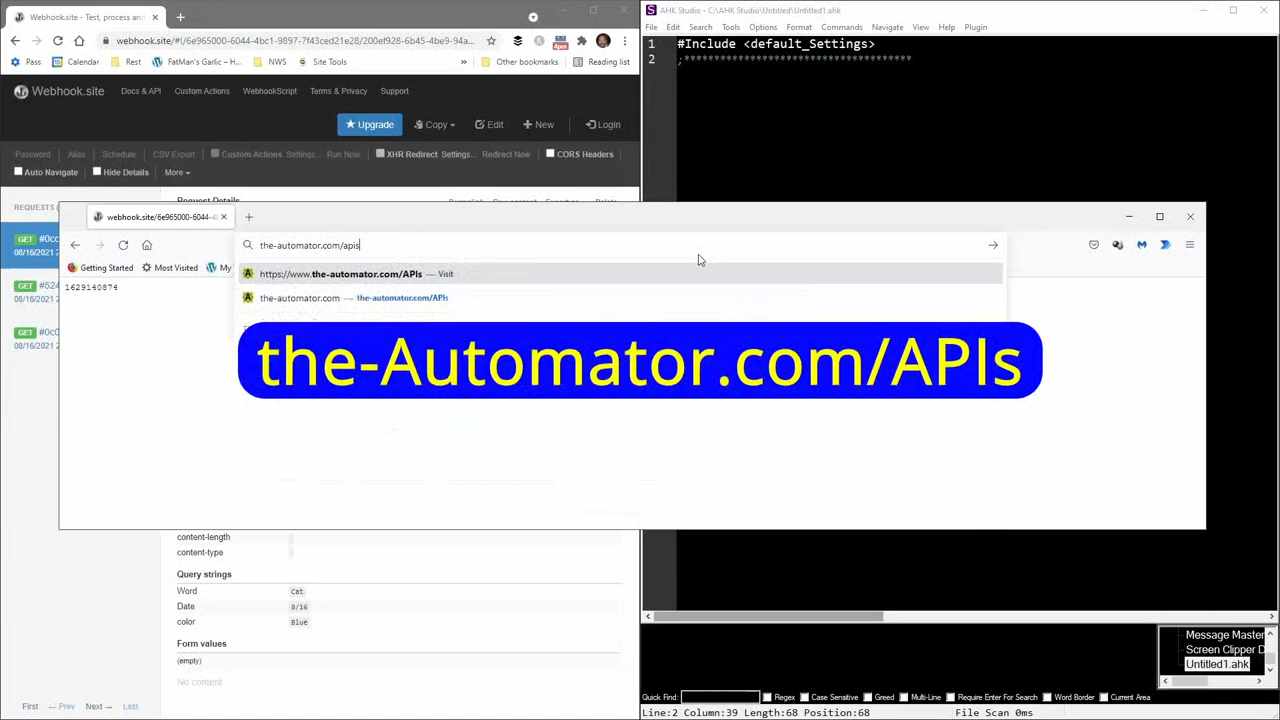 Webhook.site - Test, process and
webhook.site/#!/6e965000-6044-4bc1-b977-7f43ced21e28/200ef928-6b45-4be9-94a...
4apes
Pass
Calendar
Rest
FatMan's Garlic – H...
NWS
Site Tools
»
Other bookmarks
Reading list
Webhook.site
Docs & API
Custom Actions
WebhookScript
Terms & Privacy
Support
Upgrade
Copy
Edit
New
Login
Password
Alias
Schedule
CSV Export
Custom Actions
Settings...
Run Now
XHR Redirect
Settings...
Redirect Now
CORS Headers
Auto Navigate
Hide Details
More
REQUESTS
Request Details
GET #0cc
08/16/2021
GET #524
08/16/2021
GET #0c0
08/16/2021
webhook.site/6e965000-6044-4
the-automator.com/apis
https://www.the-automator.com/APIs — Visit
the-automator.com — the-automator.com/APIs
Getting Started
Most Visited
My
1629140874
the-Automator.com/APIs
content-length
content-type
Query strings
Word Cat
Date 8/16
color Blue
Form values
(empty)
No content
First
← Prev
Next →
Last
AHK Studio - C:\AHK Studio\Untitled\Untitled1.ahk
File
Edit
Search
Tools
Options
Format
Commands
Navigate
View
Help
Plugin
1 #Include <default_Settings>
2 ;************************************
Message Master
Screen Clipper D
Untitled1.ahk
Quick Find:
Regex
Case Sensitive
Greed
Multi-Line
Require Enter For Search
Word Border
Current Area
Line:2 Column:39 Length:68 Position:68
File Scan 0ms